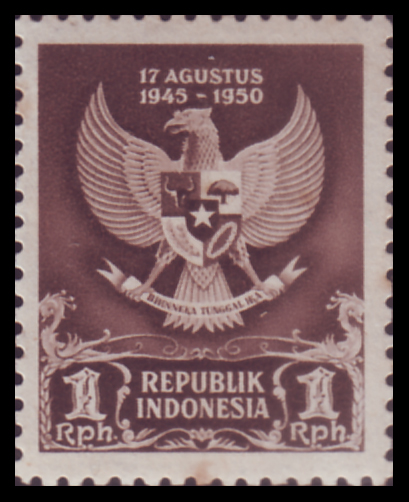 17 AGUSTUS
1945 - 1950
BHINNEKA TUNGGAL IKA
REPUBLIK
INDONESIA
1 Rph.
1 Rph.